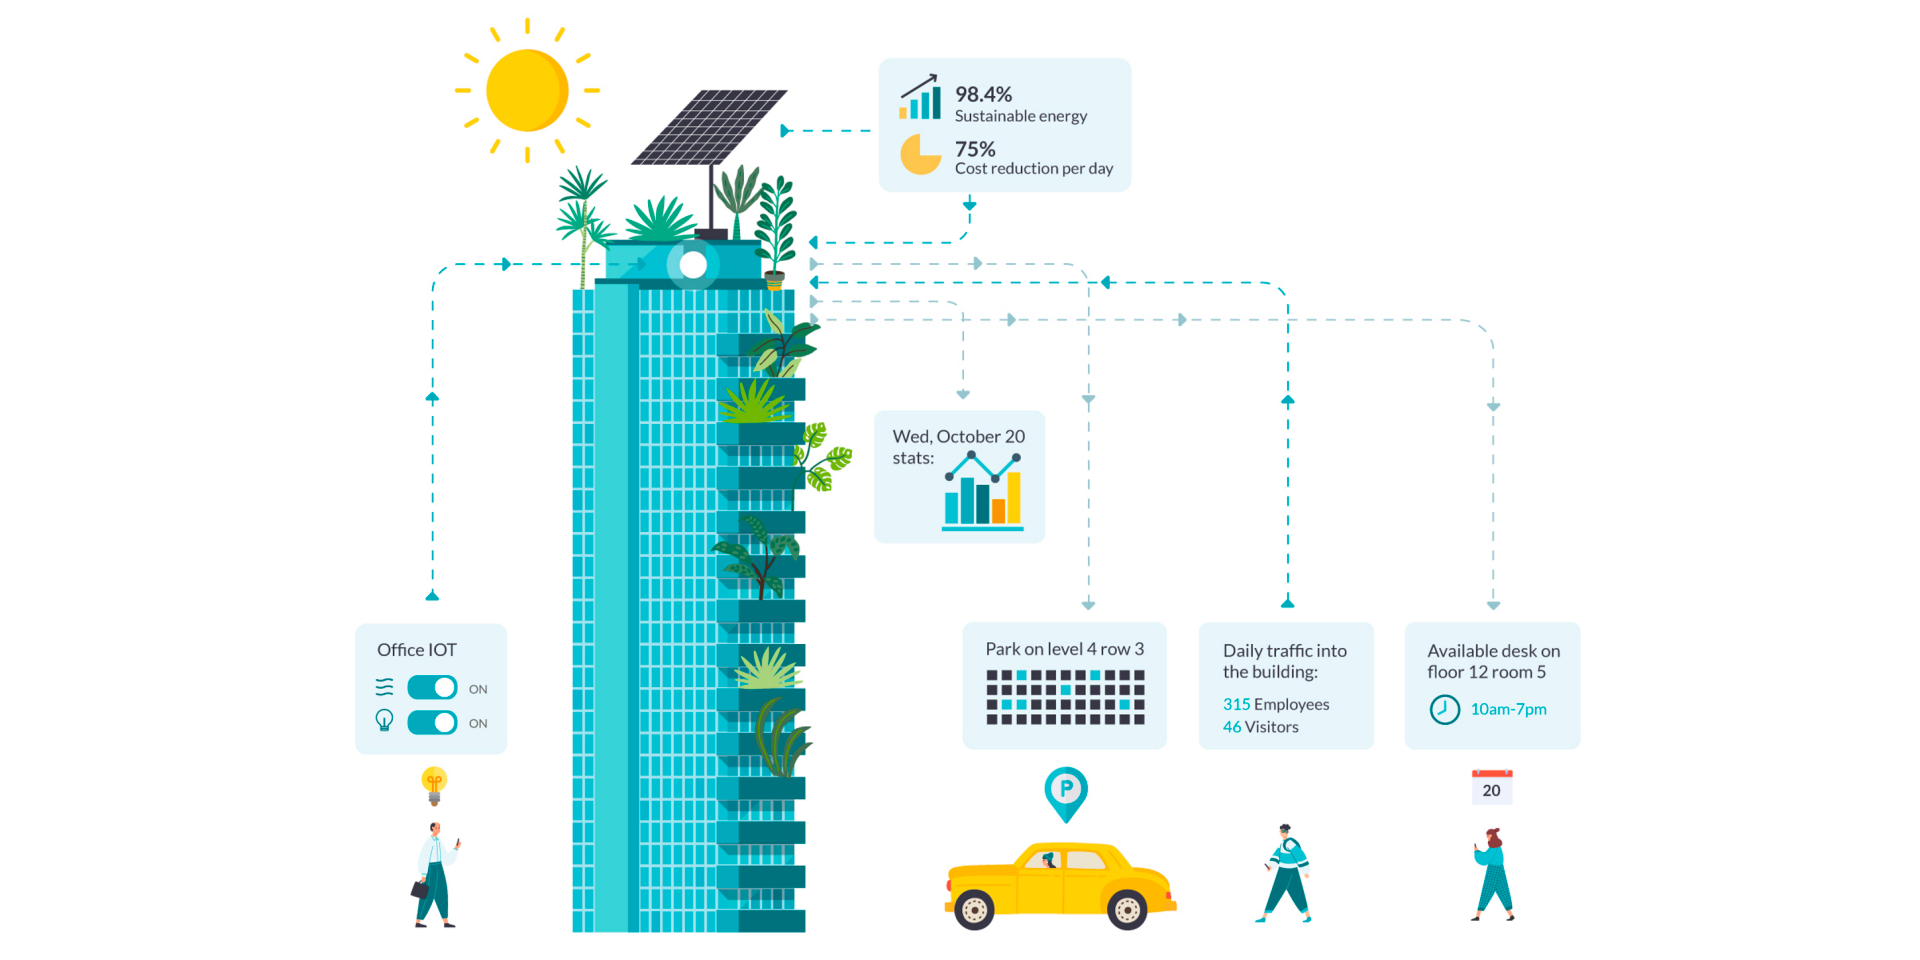 98.4%
Sustainable energy
75%
Cost reduction per day
Wed, October 20
stats:
Office IOT
ON
ON
Park on level 4 row 3
Daily traffic into
the building:
315 Employees
46 Visitors
Available desk on
floor 12 room 5
10am-7pm
P
20